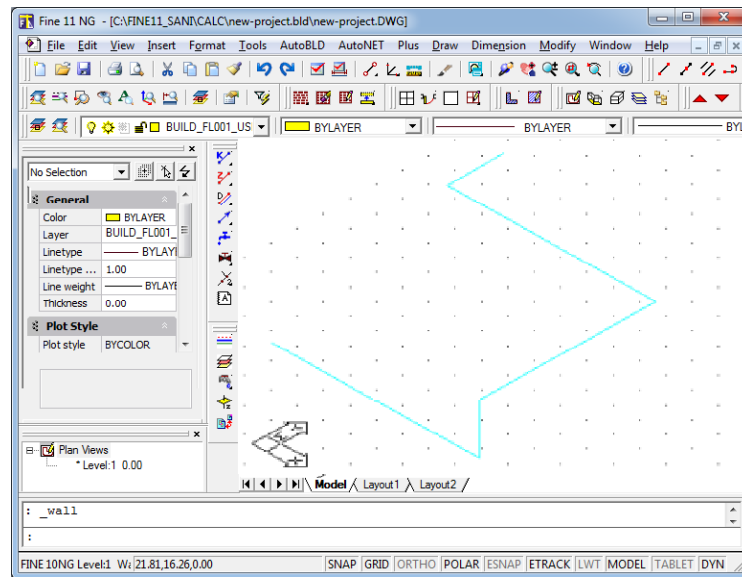 Fine 11 NG - [C:\FINE11_SANI\CALC\new-project.bld\new-project.DWG]
File Edit View Insert Format Tools AutoBLD AutoNET Plus Draw Dimension Modify Window Help
BUILD_FL001_US BYLAYER BYLAYER BYL
No Selection
General
Color BYLAYER
Layer BUILD_FL001_
Linetype BYLAYE
Linetype ... 1.00
Line weight BYLAYE
Thickness 0.00
Plot Style
Plot style BYCOLOR
Plan Views
* Level:1 0.00
Model Layout1 Layout2
: _wall
:
FINE 10NG Level:1 Wa 21.81,16.26,0.00 SNAP GRID ORTHO POLAR ESNAP ETRACK LWT MODEL TABLET DYN